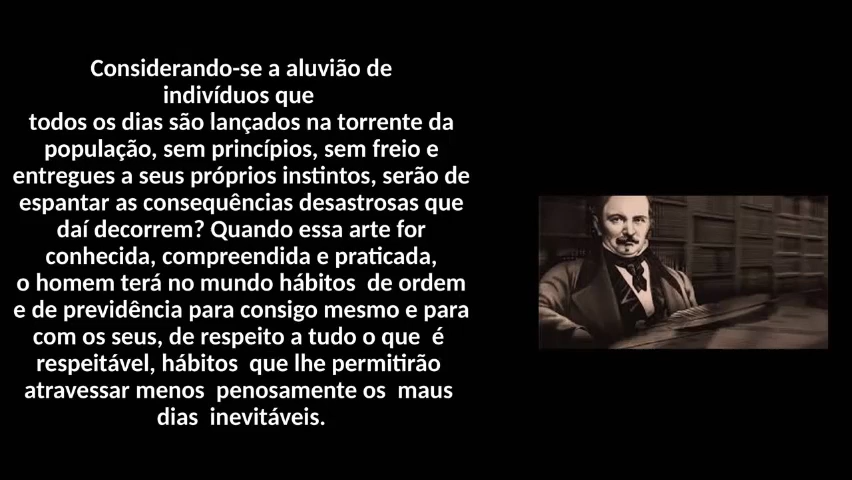 Considerando-se a aluvião de
indivíduos que
todos os dias são lançados na torrente da
população, sem princípios, sem freio e
entregues a seus próprios instintos, serão de
espantar as consequências desastrosas que
daí decorrem? Quando essa arte for
conhecida, compreendida e praticada,
o homem terá no mundo hábitos de ordem
e de previdência para consigo mesmo e para
com os seus, de respeito a tudo o que é
respeitável, hábitos que lhe permitirão
atravessar menos penosamente os maus
dias inevitáveis.